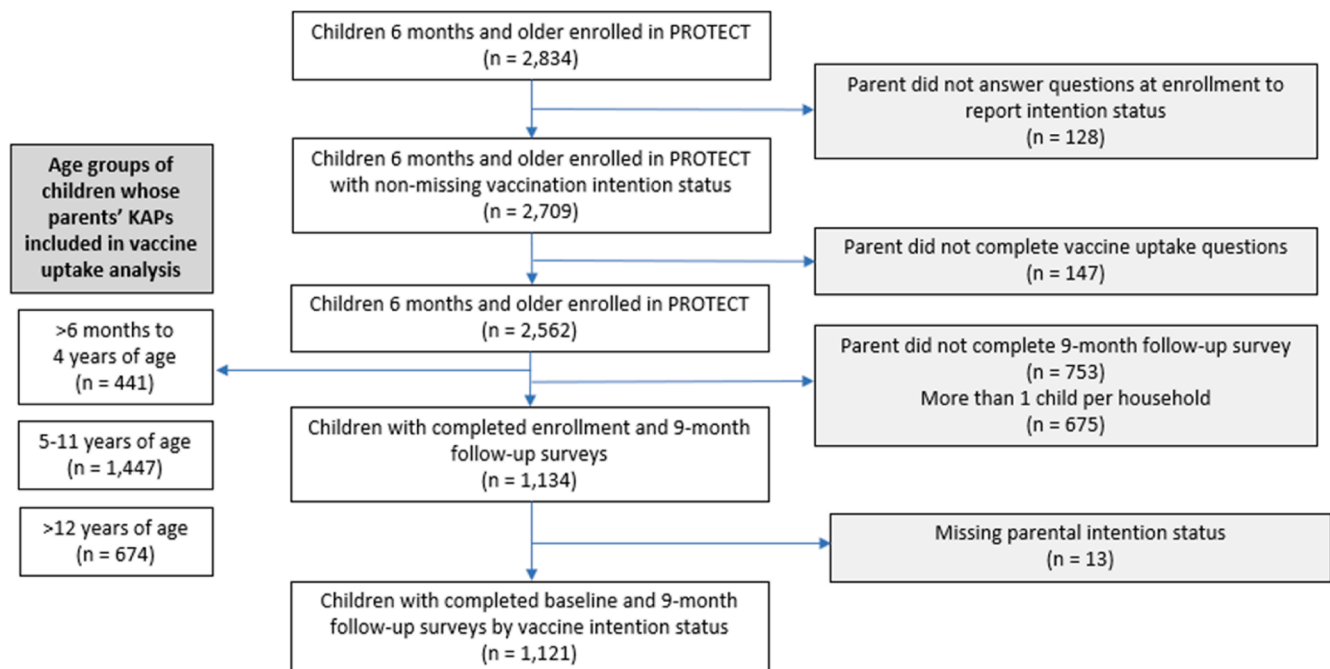 Children 6 months and older enrolled in PROTECT
(n = 2,834)
Parent did not answer questions at enrollment to
report intention status
(n = 128)
Children 6 months and older enrolled in PROTECT
with non-missing vaccination intention status
(n = 2,709)
Age groups of
children whose
parents’ KAPs
included in vaccine
uptake analysis
Parent did not complete vaccine uptake questions
(n = 147)
Children 6 months and older enrolled in PROTECT
(n = 2,562)
>6 months to
4 years of age
(n = 441)
Parent did not complete 9-month follow-up survey
(n = 753)
More than 1 child per household
(n = 675)
Children with completed enrollment and 9-month
follow-up surveys
(n = 1,134)
5-11 years of age
(n = 1,447)
>12 years of age
(n = 674)
Missing parental intention status
(n = 13)
Children with completed baseline and 9-month
follow-up surveys by vaccine intention status
(n = 1,121)